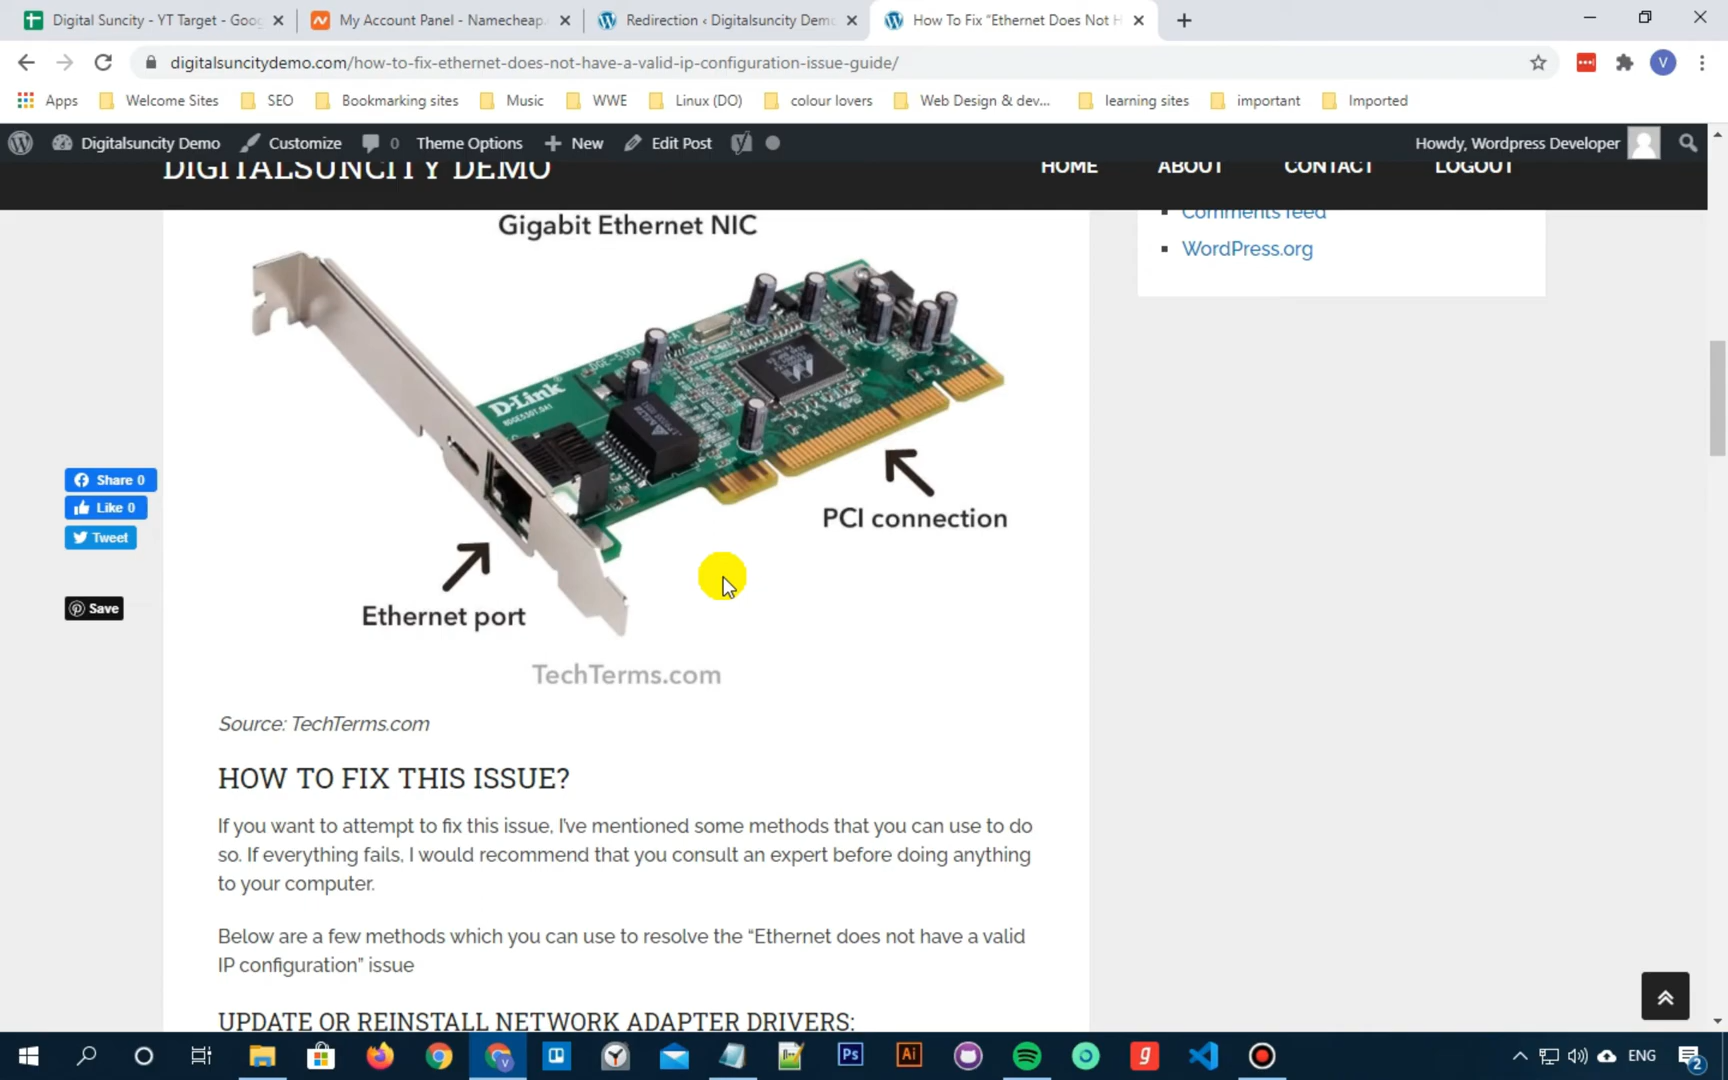 Digital Suncity - YT Target - Goo
My Account Panel - Namecheap
Redirection ‹ Digitalsuncity Dem
How To Fix “Ethernet Does Not H
digitalsuncitydemo.com/how-to-fix-ethernet-does-not-have-a-valid-ip-configuration-issue-guide/
V
Apps
Welcome Sites
SEO
Bookmarking sites
Music
WWE
Linux (DO)
colour lovers
Web Design & dev...
learning sites
important
Imported
Digitalsuncity Demo
Customize
0
Theme Options
New
Edit Post
Howdy, Wordpress Developer
DIGITALSUNCITY DEMO
HOME
ABOUT
CONTACT
LOGOUT
Comments feed
WordPress.org
Gigabit Ethernet NIC
D-Link
PCI connection
Ethernet port
TechTerms.com
Share 0
Like 0
Tweet
Save
Source: TechTerms.com
HOW TO FIX THIS ISSUE?
If you want to attempt to fix this issue, I've mentioned some methods that you can use to do
so. If everything fails, I would recommend that you consult an expert before doing anything
to your computer.
Below are a few methods which you can use to resolve the “Ethernet does not have a valid
IP configuration” issue
UPDATE OR REINSTALL NETWORK ADAPTER DRIVERS:
Ps
Ai
g
ENG
2